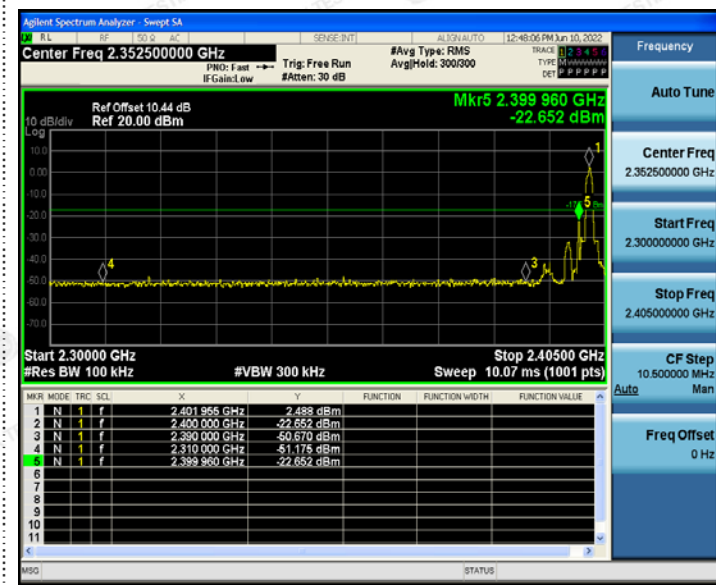 Agilent Spectrum Analyzer - Swept SA
RL RF 50 Ω AC SENSE:INT ALIGN AUTO 12:48:06 PM Jun 10, 2022
Center Freq 2.352500000 GHz
PNO: Fast
IFGain:Low
Trig: Free Run
#Atten: 30 dB
#Avg Type: RMS
Avg|Hold: 300/300
TRACE 1 2 3 4 5 6
TYPE M
DET P P P P P P
Frequency
Ref Offset 10.44 dB
10 dB/div Ref 20.00 dBm
Log
Mkr5 2.399 960 GHz
-22.652 dBm
10.0
0.00
-10.0
-20.0
-30.0
-40.0
-50.0
-60.0
-70.0
1
5
4
3
Start 2.30000 GHz Stop 2.40500 GHz
#Res BW 100 kHz #VBW 300 kHz Sweep 10.07 ms (1001 pts)
MKR MODE TRC SCL X Y FUNCTION FUNCTION WIDTH FUNCTION VALUE
1 N 1 f 2.401 955 GHz 2.488 dBm
2 N 1 f 2.400 000 GHz -22.652 dBm
3 N 1 f 2.390 000 GHz -50.670 dBm
4 N 1 f 2.310 000 GHz -51.175 dBm
5 N 1 f 2.399 960 GHz -22.652 dBm
6
7
8
9
10
11
MSG STATUS
Auto Tune
Center Freq
2.352500000 GHz
Start Freq
2.300000000 GHz
Stop Freq
2.405000000 GHz
CF Step
10.500000 MHz
Auto Man
Freq Offset
0 Hz